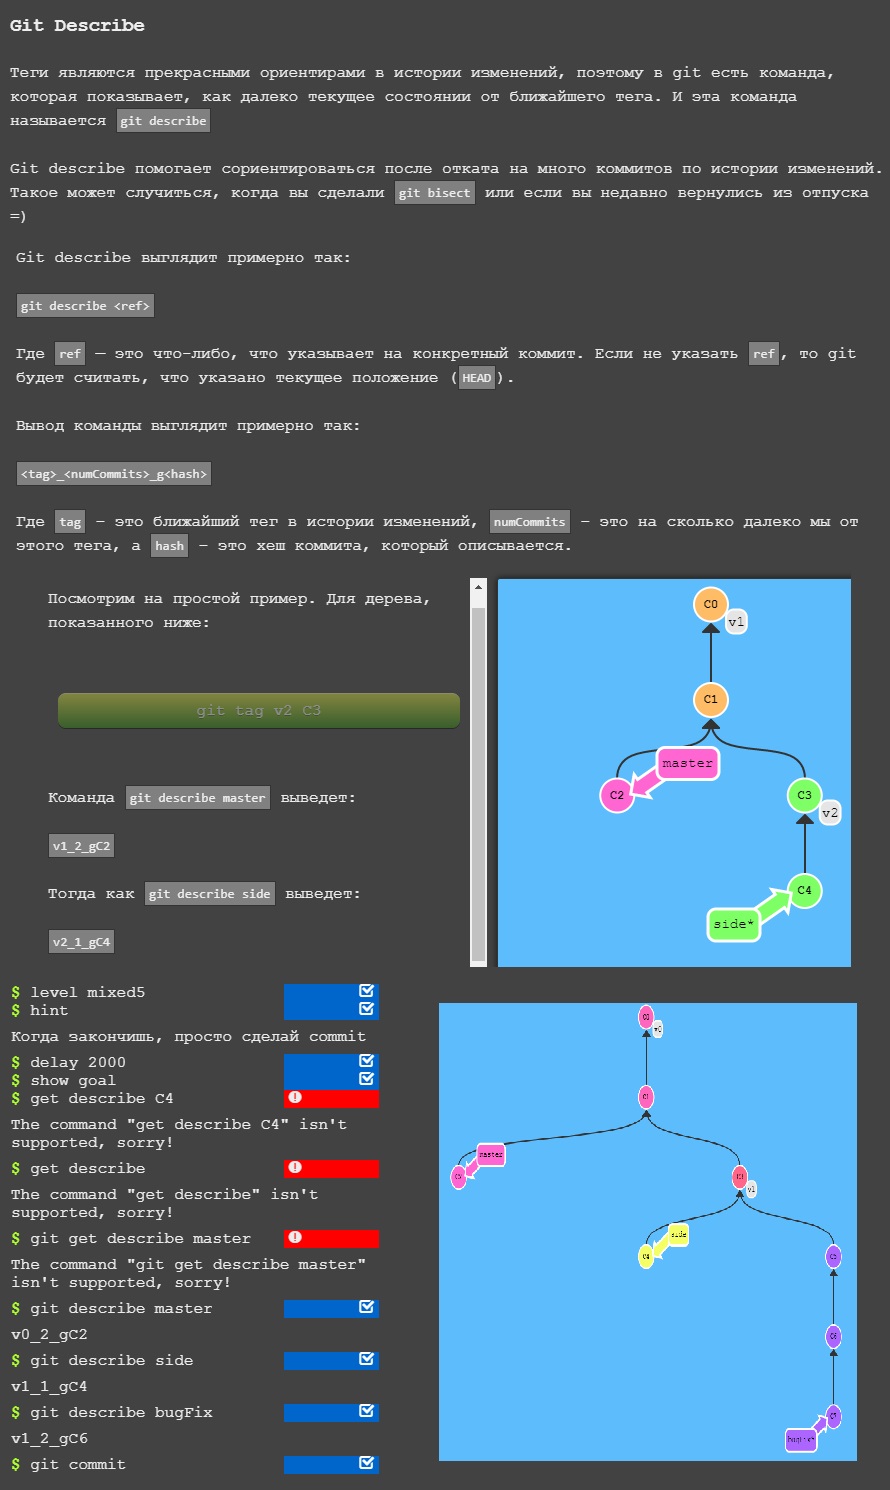 Git Describe
Теги являются прекрасными ориентирами в истории изменений, поэтому в git есть команда,
которая показывает, как далеко текущее состоянии от ближайшего тега. И эта команда
называется git describe
Git describe помогает сориентироваться после отката на много коммитов по истории изменений.
Такое может случиться, когда вы сделали git bisect или если вы недавно вернулись из отпуска
=)
Git describe выглядит примерно так:
git describe <ref>
Где ref — это что-либо, что указывает на конкретный коммит. Если не указать ref, то git
будет считать, что указано текущее положение (HEAD).
Вывод команды выглядит примерно так:
<tag>_<numCommits>_g<hash>
Где tag – это ближайший тег в истории изменений, numCommits – это на сколько далеко мы от
этого тега, а hash – это хеш коммита, который описывается.
Посмотрим на простой пример. Для дерева,
показанного ниже:
git tag v2 C3
Команда git describe master выведет:
v1_2_gC2
Тогда как git describe side выведет:
v2_1_gC4
C0
v1
C1
master
C2
C3
v2
C4
side*
$ level mixed5
$ hint
Когда закончишь, просто сделай commit
$ delay 2000
$ show goal
$ get describe C4
The command "get describe C4" isn't
supported, sorry!
$ get describe
The command "get describe" isn't
supported, sorry!
$ git get describe master
The command "git get describe master"
isn't supported, sorry!
$ git describe master
v0_2_gC2
$ git describe side
v1_1_gC4
$ git describe bugFix
v1_2_gC6
$ git commit
C0
v0
C1
master
C2
C3
v1
side
C4
C5
C6
C7
bugFix*